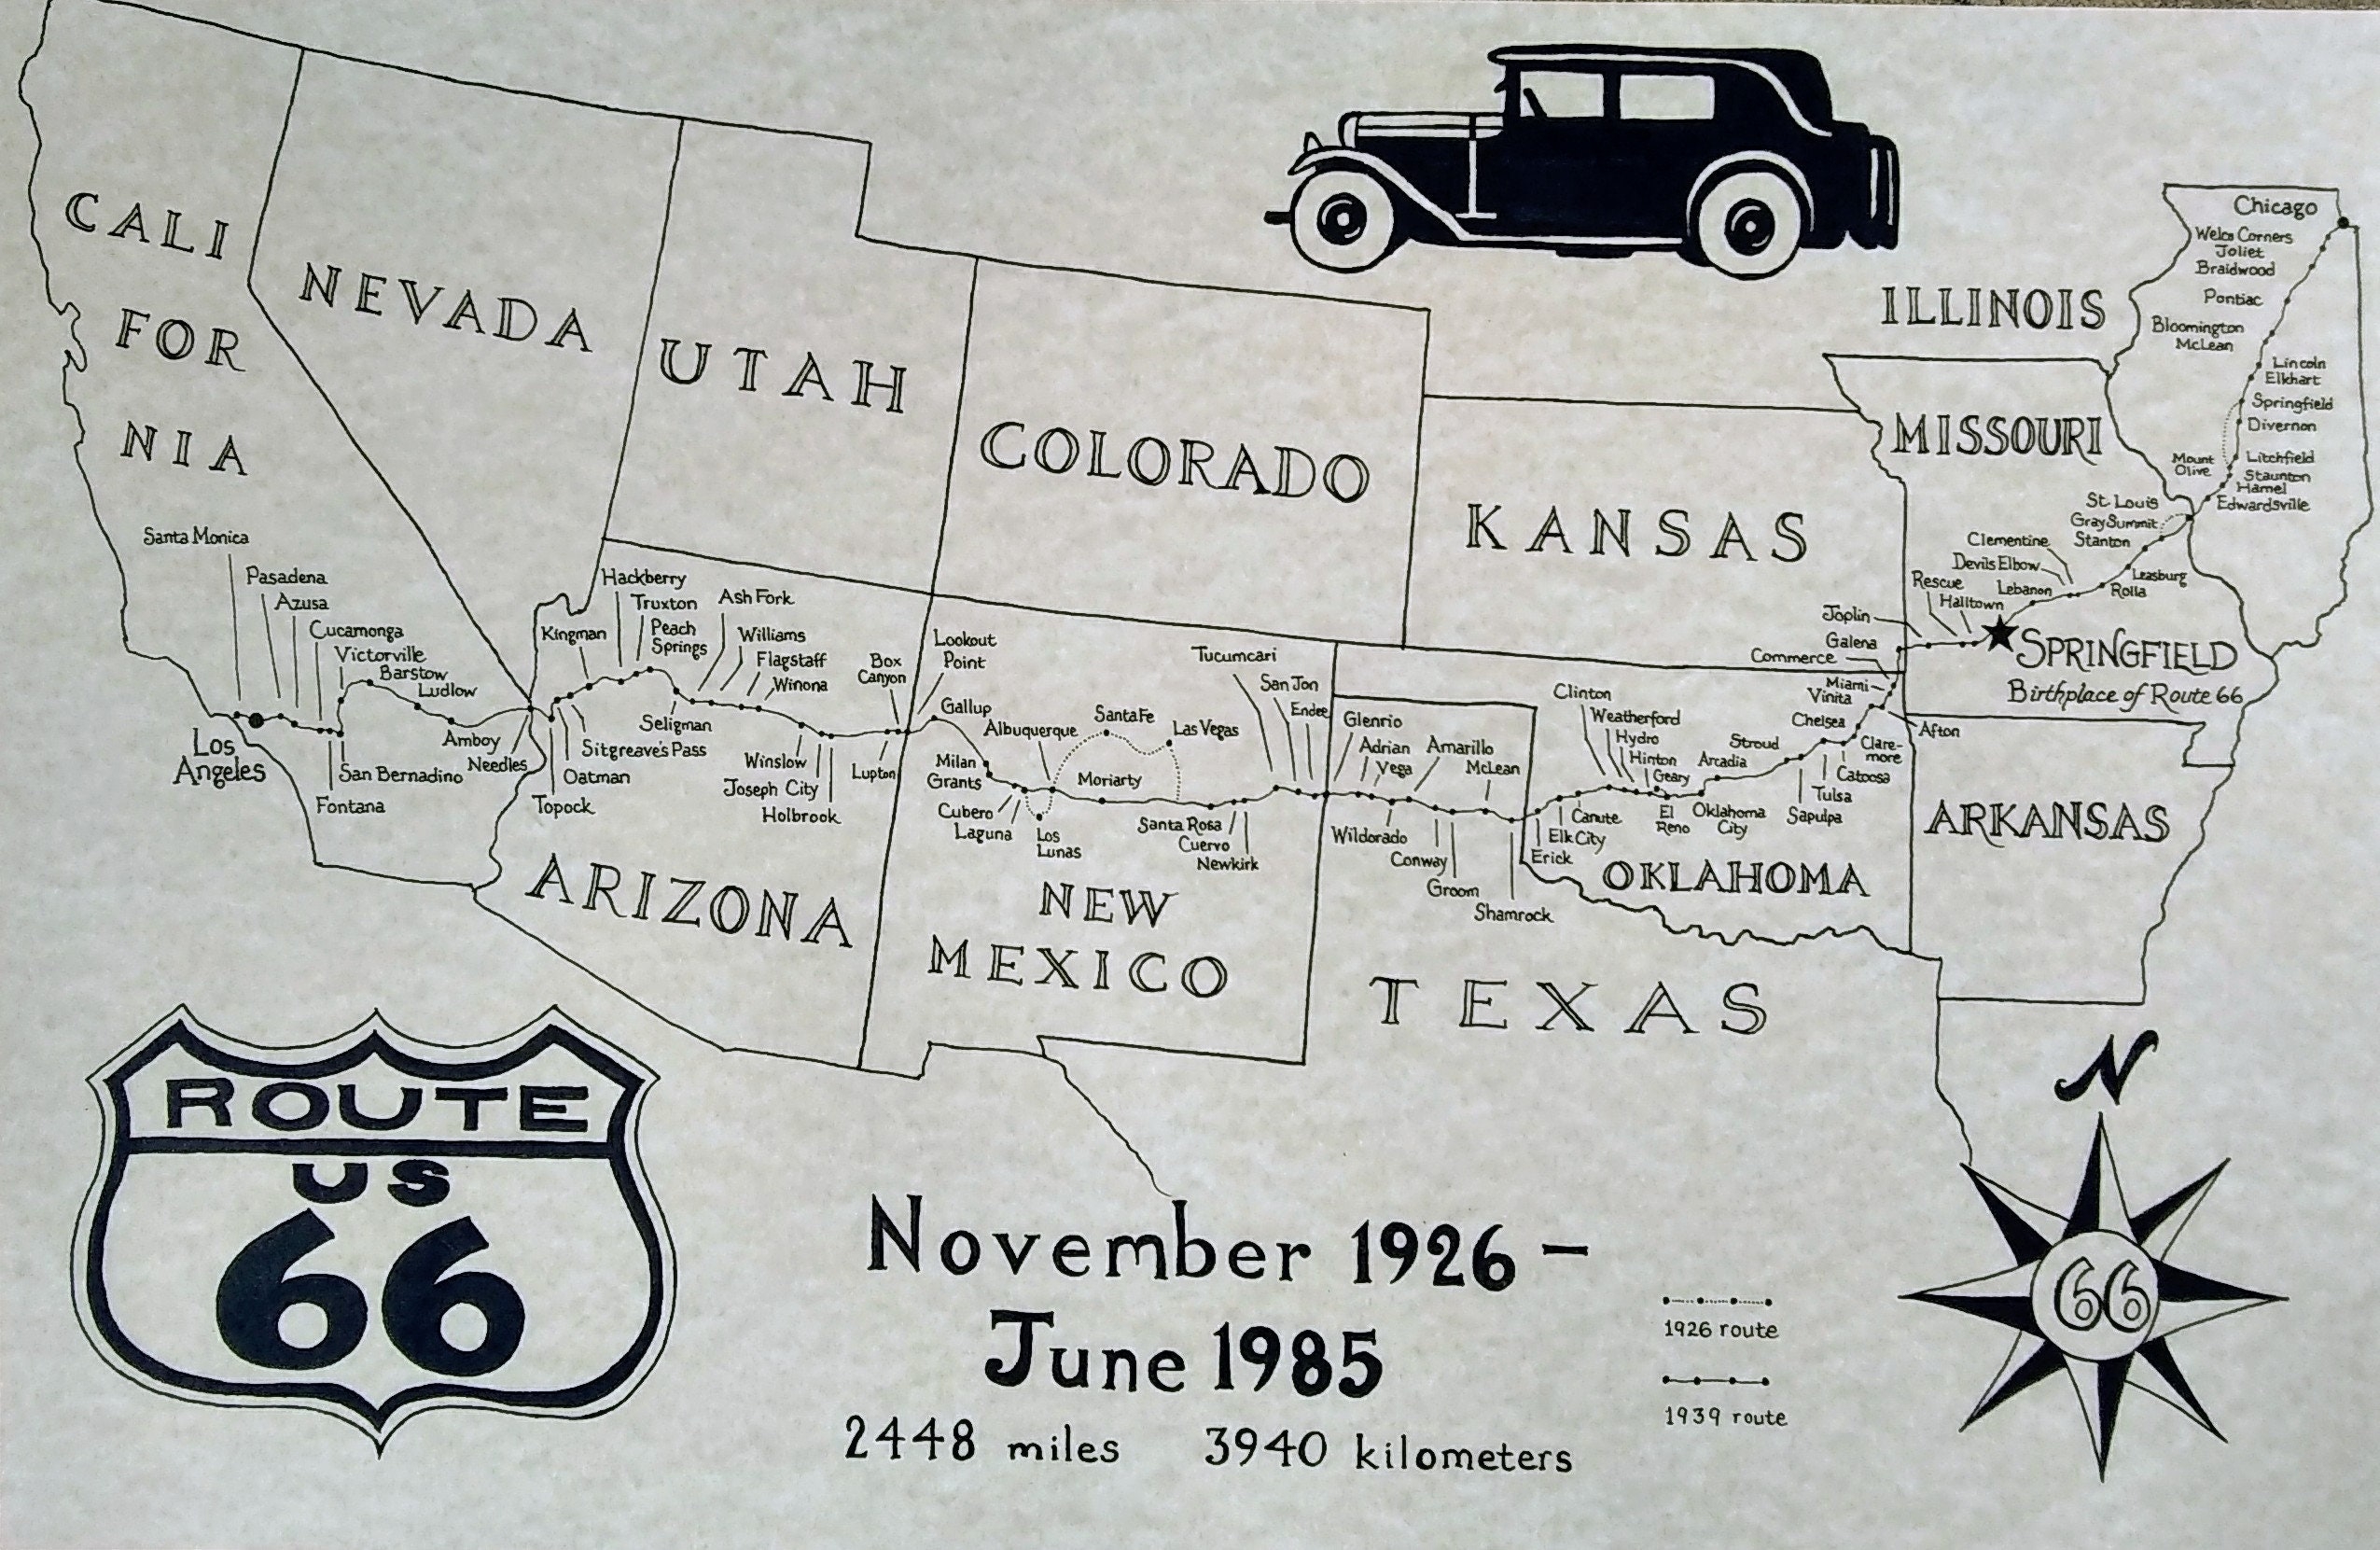 CALI
FOR
NIA
NEVADA
UTAH
COLORADO
KANSAS
ILLINOIS
MISSOURI
Chicago
Welco Corners
Joliet
Braidwood
Pontiac
Bloomington
McLean
Lincoln
Elkhart
Springfield
Divernon
Mount
Olive
Litchfield
Staunton
Hamel
Edwardsville
St. Louis
Gray Summit
Stanton
Clementine
Devils Elbow
Leasburg
Rolla
Lebanon
Rescue
Halltown
Joplin
SPRINGFIELD
Birthplace of Route 66
Galena
Commerce
Miami
Vinita
Afton
Chelsea
Clare-
more
Catoosa
Tulsa
Sapulpa
Stroud
Arcadia
Oklahoma
City
El
Reno
Geary
Hinton
Hydro
Weatherford
Clinton
Canute
Elk City
Erick
OKLAHOMA
ARKANSAS
Shamrock
McLean
Groom
Conway
Amarillo
Wildorado
Vega
Adrian
Glenrio
TEXAS
Endee
San Jon
Tucumcari
Newkirk
Cuervo
Santa Rosa
Las Vegas
Santa Fe
Moriarty
Albuquerque
Los
Lunas
Laguna
Cubero
Milan
Grants
Gallup
NEW
MEXICO
Lookout
Point
Box
Canyon
Lupton
Holbrook
Joseph City
Winslow
Winona
Flagstaff
Williams
Ash Fork
Seligman
Peach
Springs
Truxton
Hackberry
Kingman
Sitgreave's Pass
Oatman
Topock
ARIZONA
Needles
Amboy
Ludlow
Barstow
Victorville
Cucamonga
San Bernadino
Fontana
Azusa
Pasadena
Santa Monica
Los
Angeles
ROUTE
US
66
November 1926 -
June 1985
2448 miles 3940 kilometers
1926 route
1939 route
N
66